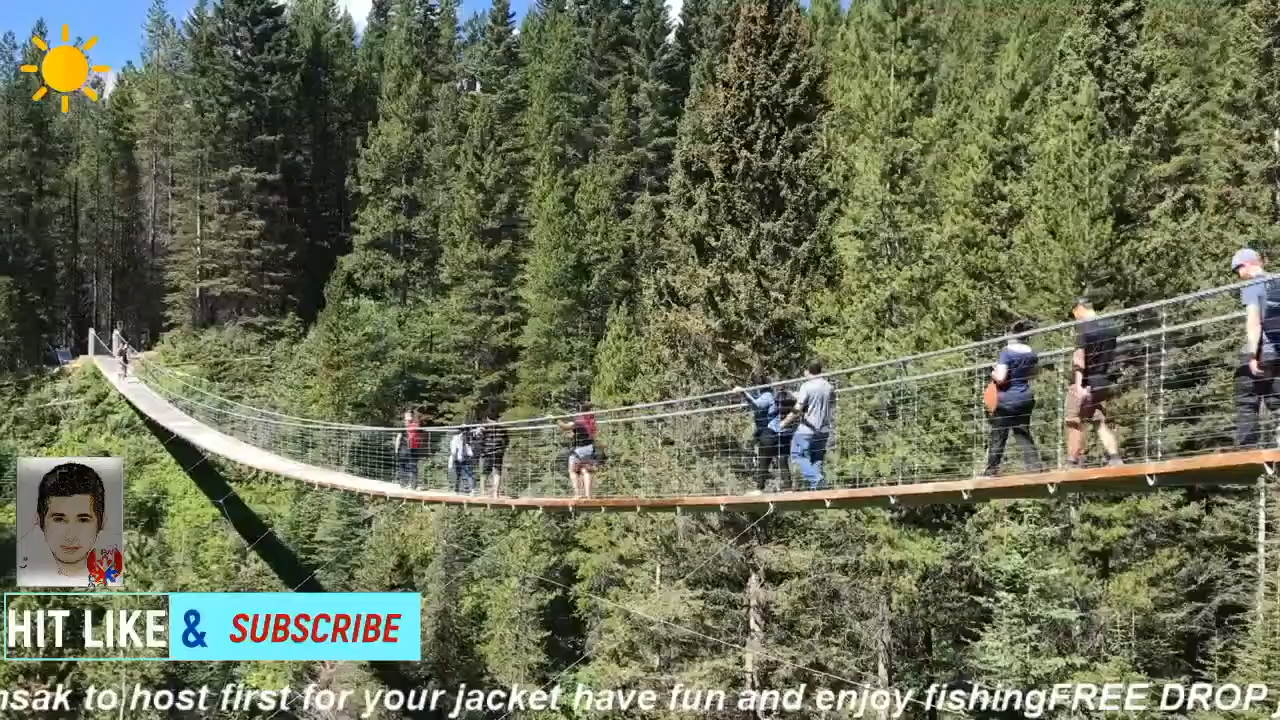 HIT LIKE & SUBSCRIBE
nsak to host first for your jacket have fun and enjoy fishingFREE DROP